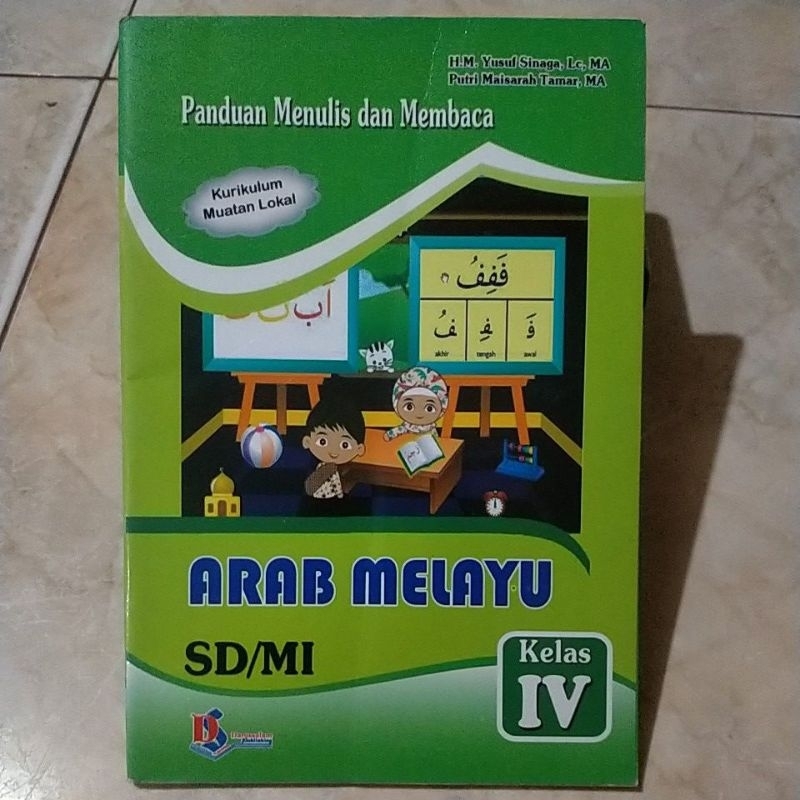 H.M. Yusuf Sinaga, Lc, MA
Putri Maisarah Tamar, MA
Panduan Menulis dan Membaca
Kurikulum
Muatan Lokal
فَفِفُ
فَ فِ فُ
awal tengah akhir
ARAB MELAYU
SD/MI
Kelas
IV